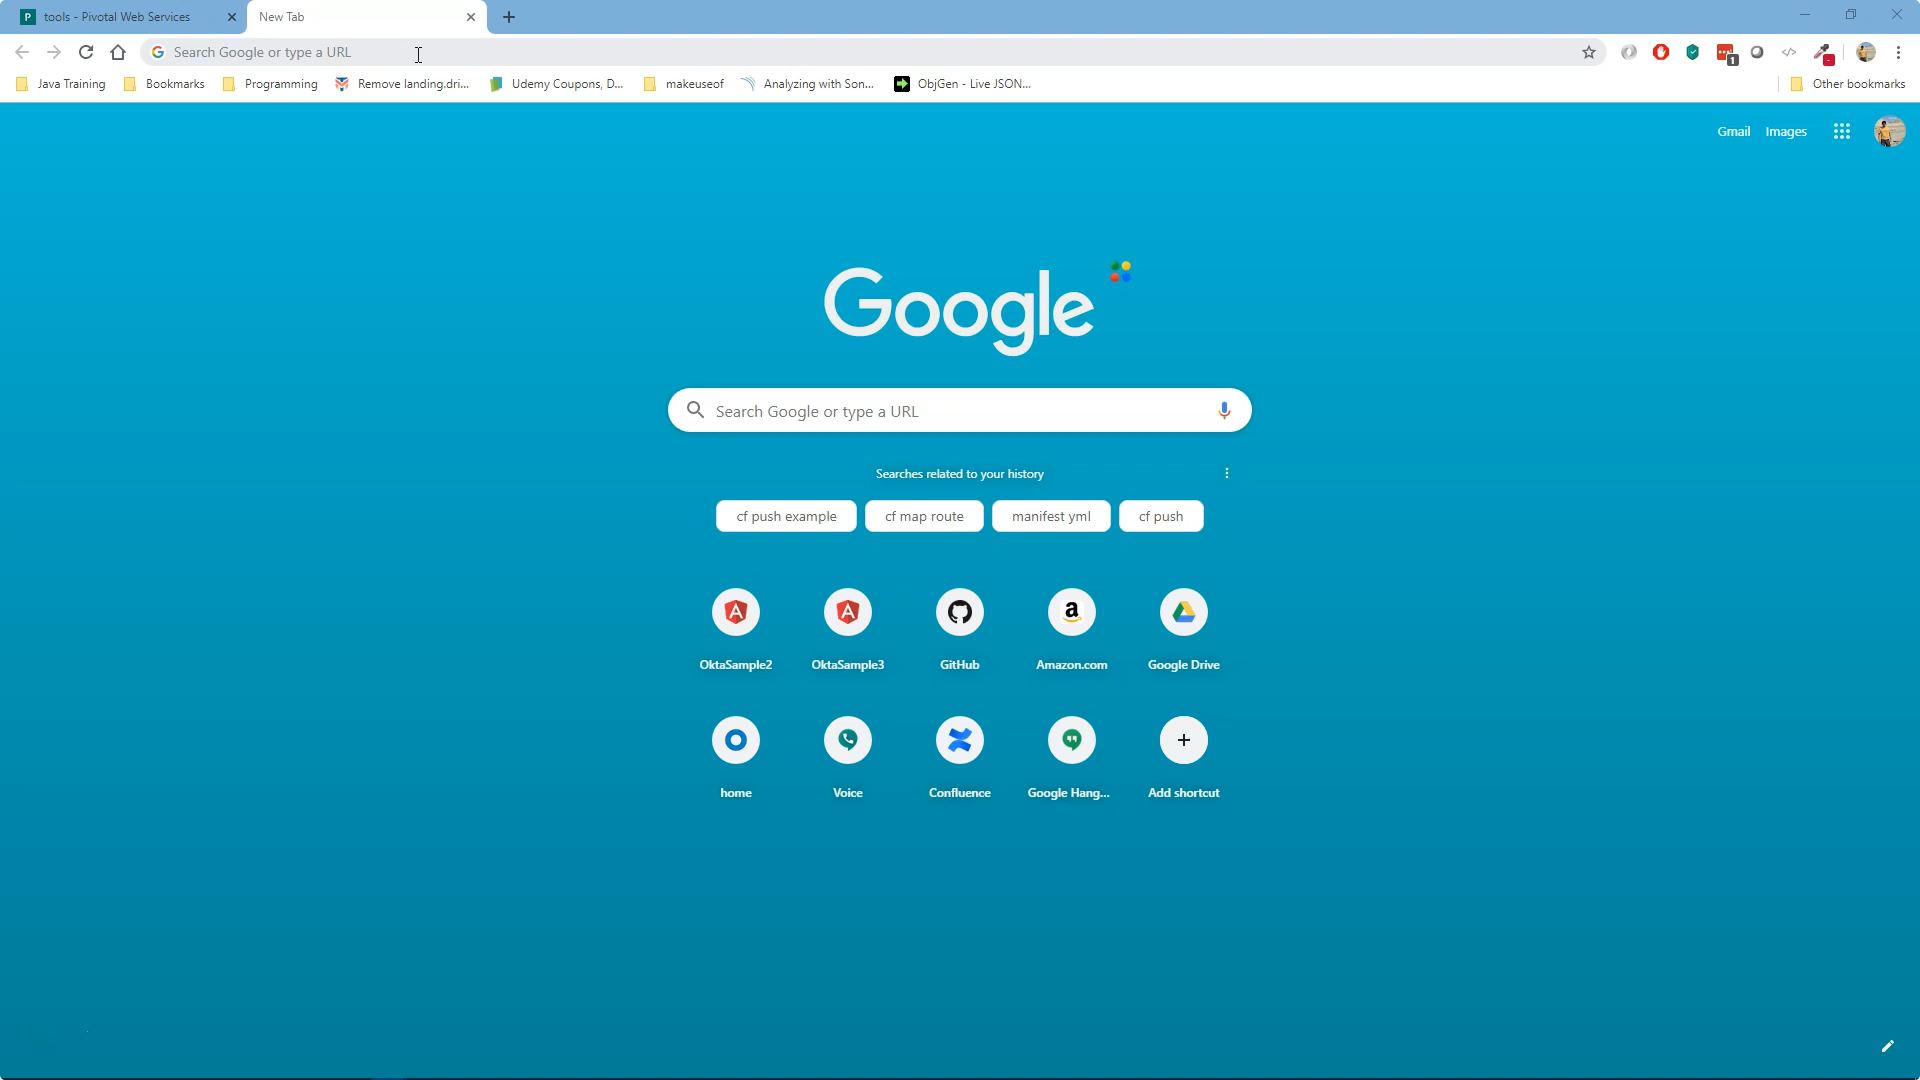 P tools - Pivotal Web Services
New Tab
Search Google or type a URL
1
-
Java Training
Bookmarks
Programming
Remove landing.dri...
Udemy Coupons, D...
makeuseof
Analyzing with Son...
ObjGen - Live JSON...
Other bookmarks
Gmail
Images
Google
Search Google or type a URL
Searches related to your history
cf push example
cf map route
manifest yml
cf push
OktaSample2
OktaSample3
GitHub
Amazon.com
Google Drive
home
Voice
Confluence
Google Hang...
Add shortcut